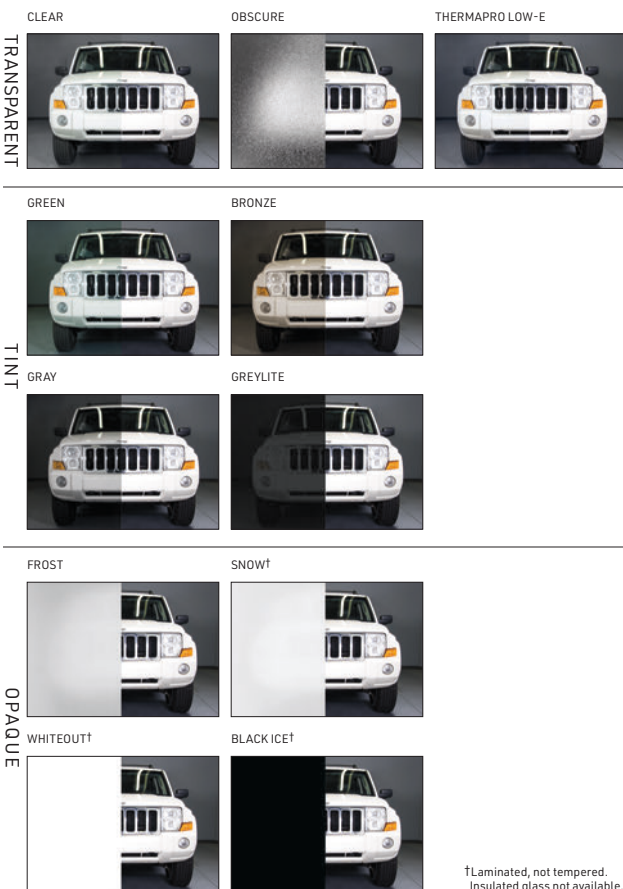 TRANSPARENT
CLEAR
OBSCURE
THERMAPRO LOW-E
TINT
GREEN
BRONZE
GRAY
GREYLITE
OPAQUE
FROST
SNOW†
WHITEOUT†
BLACK ICE†
†Laminated, not tempered.
Insulated glass not available